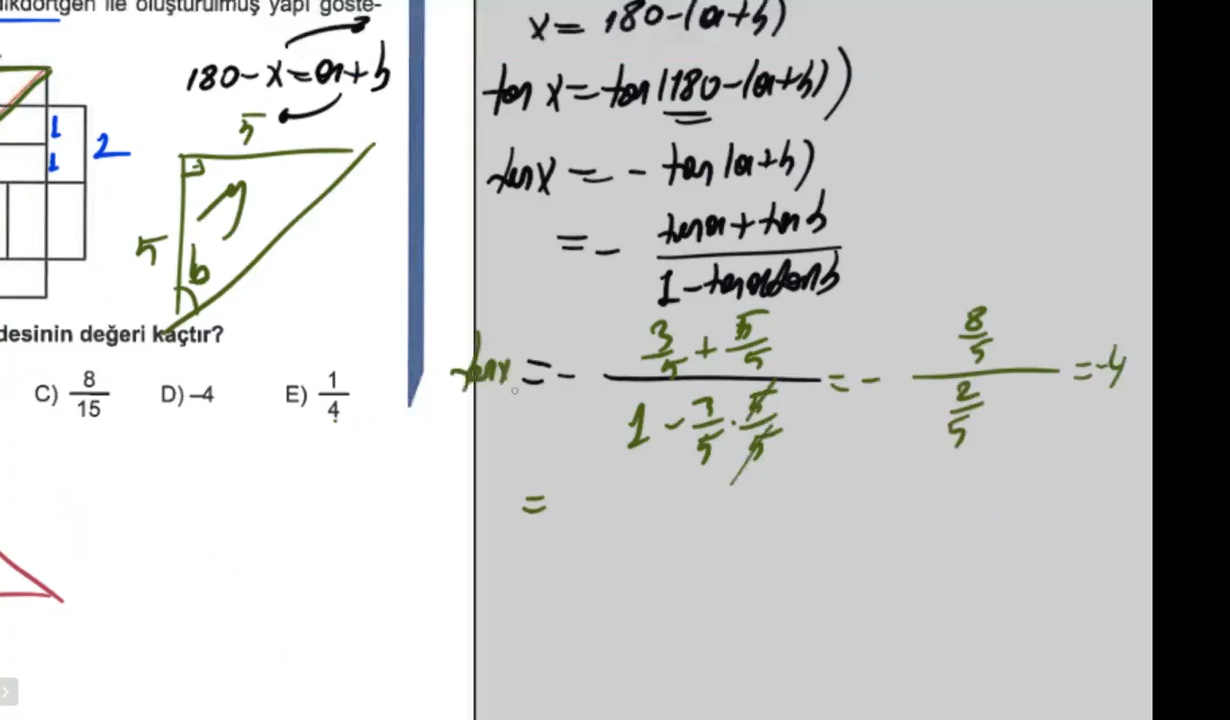 ikdörtgen ile oluşturulmuş yapı göste-
180 - x = a + b
1
1
2
5
5
b
desinin değeri kaçtır?
C) 8/15 D) -4 E) 1/4
x = 180 - (a + b)
tan x = tan(180 - (a + b))
tan x = - tan(a + b)
= - (tan a + tan b)/(1 - tan a tan b)
tan x = - (3/5 + 5/5)/(1 - 3/5 · 5/5) = - (8/5)/(2/5) = -4
=